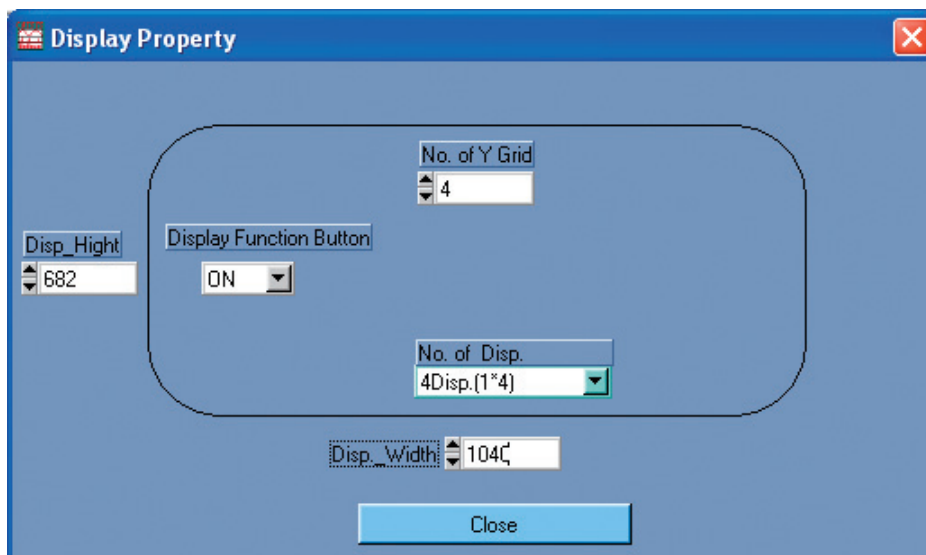 Display Property
No. of Y Grid
4
Disp_Hight
682
Display Function Button
ON
No. of Disp.
4Disp.(1*4)
Disp._Width
1040
Close